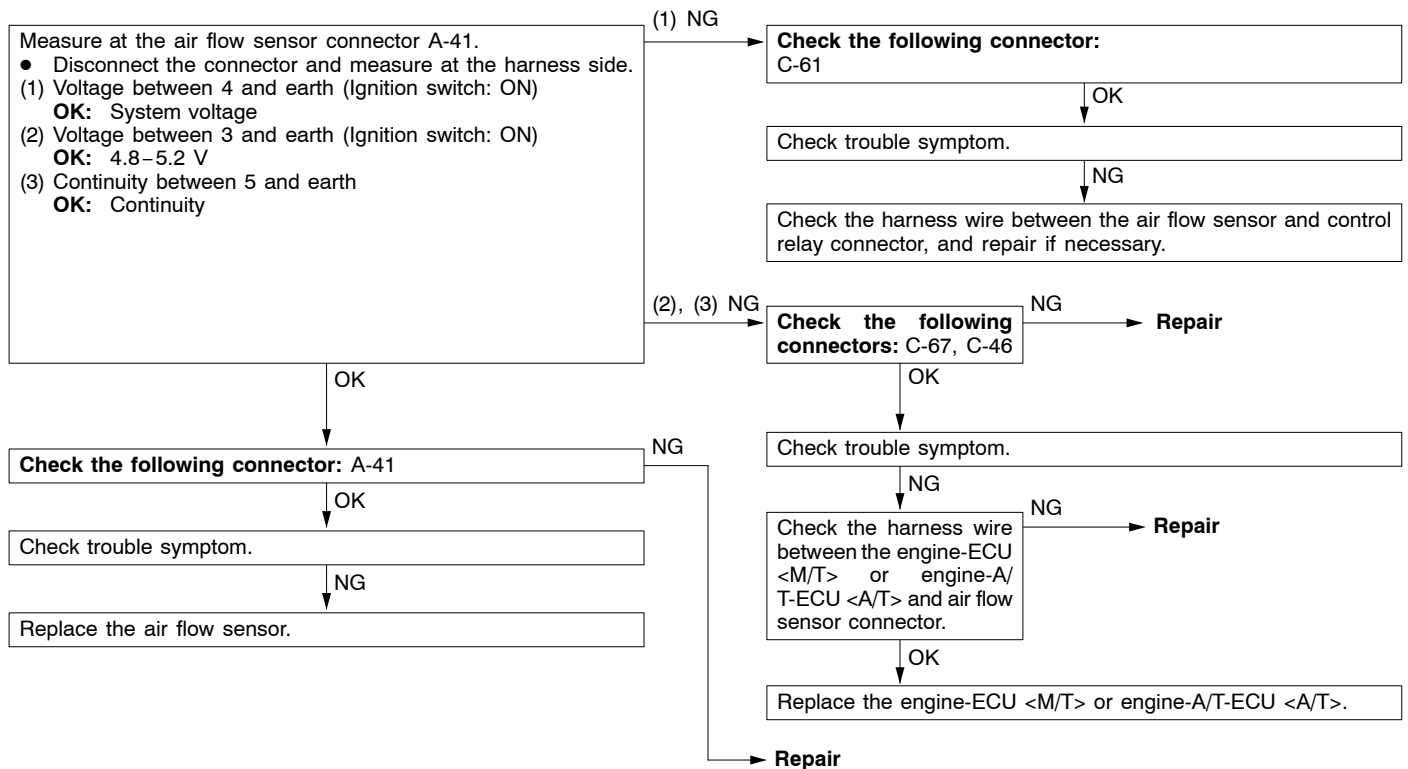 Measure at the air flow sensor connector A-41.
● Disconnect the connector and measure at the harness side.
(1) Voltage between 4 and earth (Ignition switch: ON)
OK: System voltage
(2) Voltage between 3 and earth (Ignition switch: ON)
OK: 4.8–5.2 V
(3) Continuity between 5 and earth
OK: Continuity
(1) NG
Check the following connector:
C-61
OK
Check trouble symptom.
NG
Check the harness wire between the air flow sensor and control
relay connector, and repair if necessary.
(2), (3) NG
Check the following
connectors: C-67, C-46
NG
Repair
OK
Check trouble symptom.
NG
Check the harness wire
between the engine-ECU
<M/T> or engine-A/
T-ECU <A/T> and air flow
sensor connector.
NG
Repair
OK
Replace the engine-ECU <M/T> or engine-A/T-ECU <A/T>.
OK
Check the following connector: A-41
NG
OK
Check trouble symptom.
NG
Replace the air flow sensor.
Repair